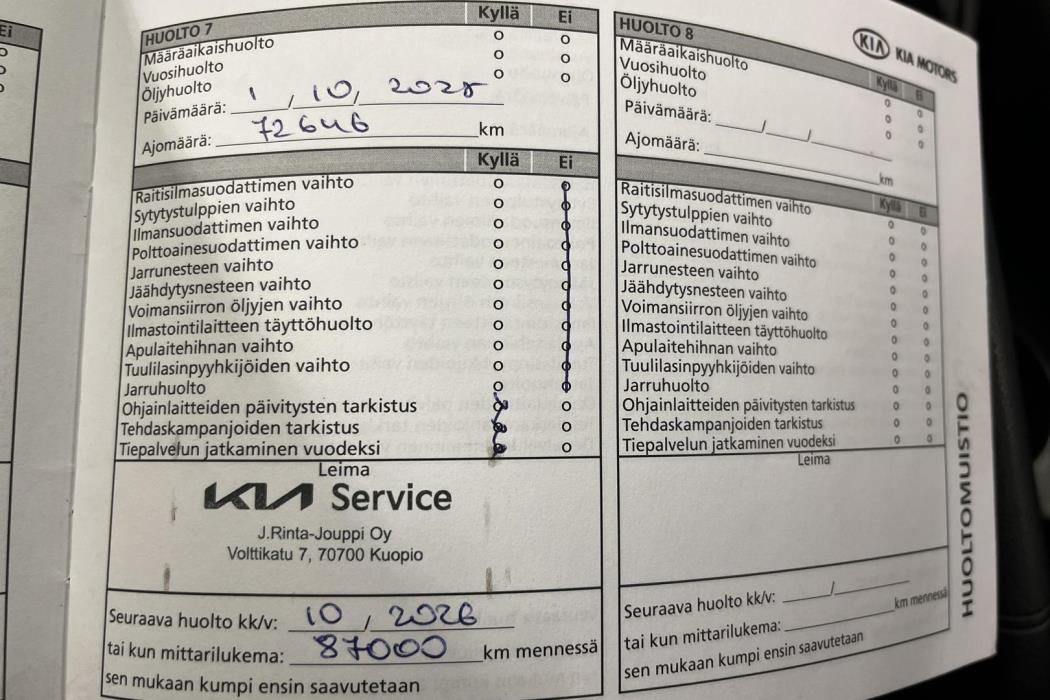 Ei
HUOLTO 7 Kyllä Ei
Määräaikaishuolto o o
Vuosihuolto o o
Öljyhuolto o o
Päivämäärä: 1 / 10 / 2025
Ajomäärä: 72646 km
Kyllä Ei
Raitisilmasuodattimen vaihto o o
Sytytystulppien vaihto o o
Ilmansuodattimen vaihto o o
Polttoainesuodattimen vaihto o o
Jarrunesteen vaihto o o
Jäähdytysnesteen vaihto o o
Voimansiirron öljyjen vaihto o o
Ilmastointilaitteen täyttöhuolto o o
Apulaitehihnan vaihto o o
Tuulilasinpyyhkijöiden vaihto o o
Jarruhuolto o o
Ohjainlaitteiden päivitysten tarkistus o o
Tehdaskampanjoiden tarkistus o o
Tiepalvelun jatkaminen vuodeksi o o
Leima
KIA Service
J.Rinta-Jouppi Oy
Volttikatu 7, 70700 Kuopio
Seuraava huolto kk/v: 10 / 2026
tai kun mittarilukema: 87000 km mennessä
sen mukaan kumpi ensin saavutetaan
HUOLTO 8
KIA KIA MOTORS
Kyllä Ei
Määräaikaishuolto o o
Vuosihuolto o o
Öljyhuolto o o
Päivämäärä: / /
Ajomäärä: km
Kyllä Ei
Raitisilmasuodattimen vaihto o o
Sytytystulppien vaihto o o
Ilmansuodattimen vaihto o o
Polttoainesuodattimen vaihto o o
Jarrunesteen vaihto o o
Jäähdytysnesteen vaihto o o
Voimansiirron öljyjen vaihto o o
Ilmastointilaitteen täyttöhuolto o o
Apulaitehihnan vaihto o o
Tuulilasinpyyhkijöiden vaihto o o
Jarruhuolto o o
Ohjainlaitteiden päivitysten tarkistus o o
Tehdaskampanjoiden tarkistus o o
Tiepalvelun jatkaminen vuodeksi o o
Leima
Seuraava huolto kk/v: /
tai kun mittarilukema: km mennessä
sen mukaan kumpi ensin saavutetaan
HUOLTOMUISTIO